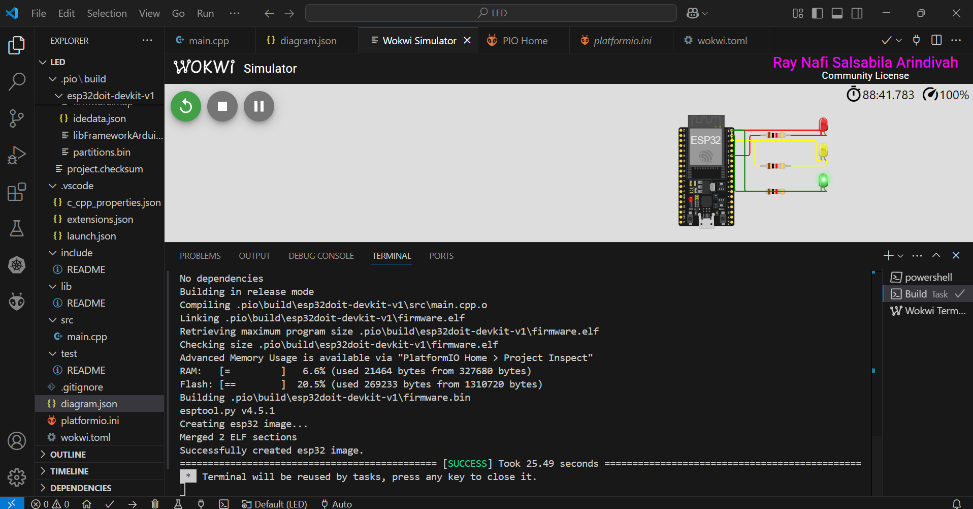 File Edit Selection View Go Run ··· LED
EXPLORER ···
main.cpp diagram.json Wokwi Simulator PIO Home platformio.ini wokwi.toml ···
LED
.pio \ build
esp32doit-devkit-v1
idedata.json
libFrameworkArdui...
partitions.bin
project.checksum
.vscode
c_cpp_properties.json
extensions.json
launch.json
include
README
lib
README
src
main.cpp
test
README
.gitignore
diagram.json
platformio.ini
wokwi.toml
OUTLINE
TIMELINE
DEPENDENCIES
WOKWi Simulator
Ray Nafi Salsabila Arindivah
Community License
88:41.783 100%
ESP32
PROBLEMS OUTPUT DEBUG CONSOLE TERMINAL PORTS
No dependencies
Building in release mode
Compiling .pio\build\esp32doit-devkit-v1\src\main.cpp.o
Linking .pio\build\esp32doit-devkit-v1\firmware.elf
Retrieving maximum program size .pio\build\esp32doit-devkit-v1\firmware.elf
Checking size .pio\build\esp32doit-devkit-v1\firmware.elf
Advanced Memory Usage is available via "PlatformIO Home > Project Inspect"
RAM: [= ] 6.6% (used 21464 bytes from 327680 bytes)
Flash: [== ] 20.5% (used 269233 bytes from 1310720 bytes)
Building .pio\build\esp32doit-devkit-v1\firmware.bin
esptool.py v4.5.1
Creating esp32 image...
Merged 2 ELF sections
Successfully created esp32 image.
============================================ [SUCCESS] Took 25.49 seconds ============================================
* Terminal will be reused by tasks, press any key to close it.
powershell
Build Task
Wokwi Term...
0 0 Default (LED) Auto